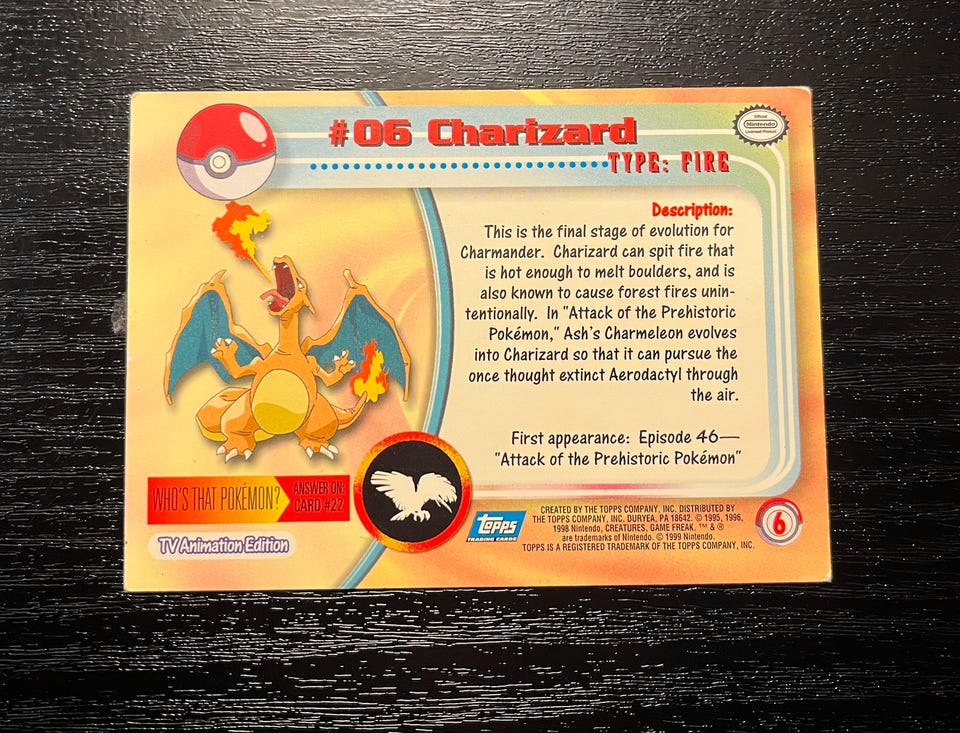 #06 Charizard
Official
Nintendo
Licensed Product
TYPE: FIRE
Description:
This is the final stage of evolution for
Charmander. Charizard can spit fire that
is hot enough to melt boulders, and is
also known to cause forest fires unin-
tentionally. In "Attack of the Prehistoric
Pokémon," Ash's Charmeleon evolves
into Charizard so that it can pursue the
once thought extinct Aerodactyl through
the air.
First appearance: Episode 46—
"Attack of the Prehistoric Pokémon"
WHO'S THAT POKÉMON?
ANSWER ON:
CARD #22
TV Animation Edition
topps
TRADING CARDS
CREATED BY THE TOPPS COMPANY, INC. DISTRIBUTED BY
THE TOPPS COMPANY, INC. DURYEA, PA 18642. © 1995, 1996,
1998 Nintendo, CREATURES, GAME FREAK. ™ & ®
are trademarks of Nintendo. © 1999 Nintendo.
TOPPS IS A REGISTERED TRADEMARK OF THE TOPPS COMPANY, INC.
6